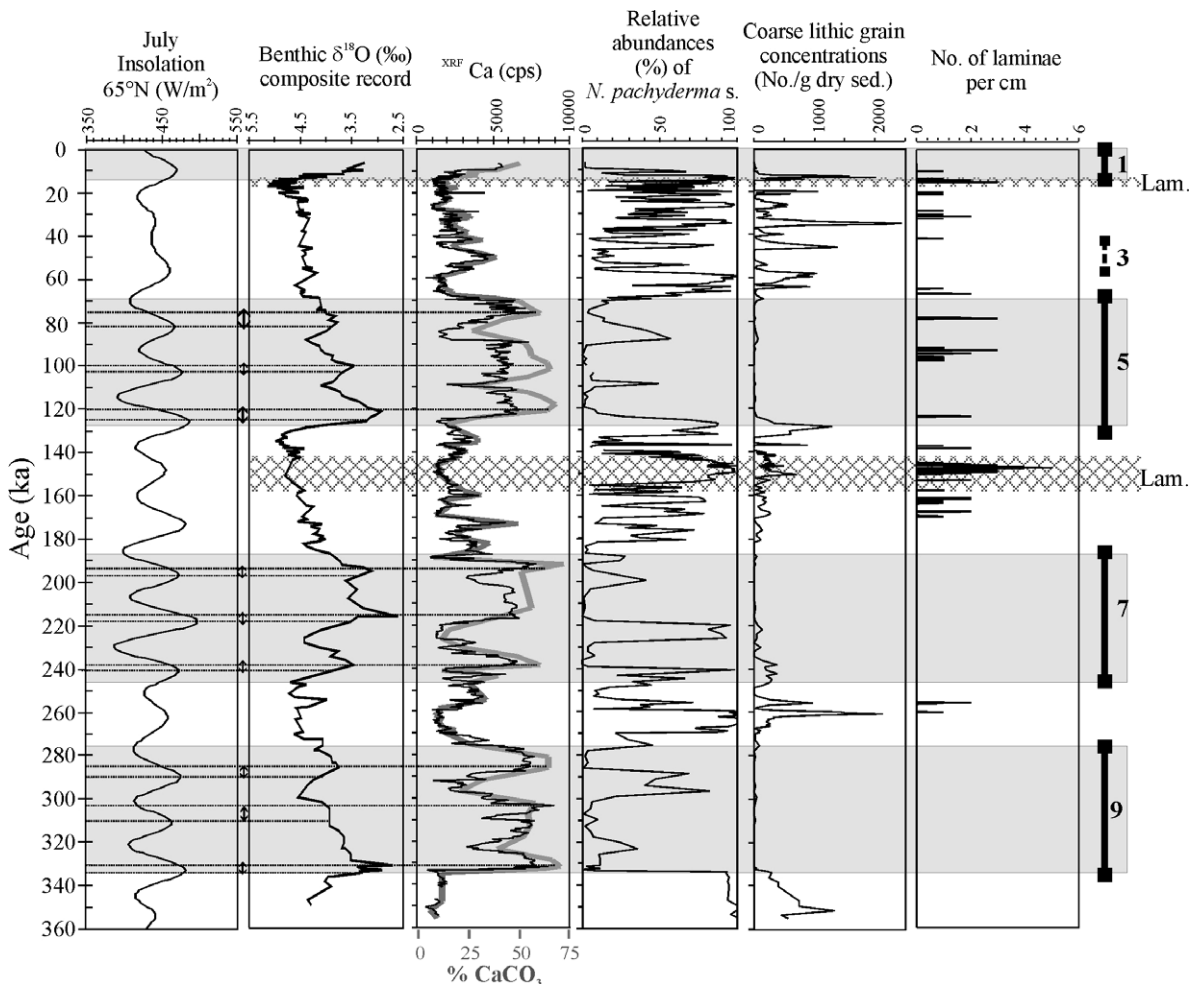 July
Insolation
65°N (W/m²)
Benthic δ¹⁸O (‰)
composite record
XRF Ca (cps)
Relative
abundances
(%) of
N. pachyderma s.
Coarse lithic grain
concentrations
(No./g dry sed.)
No. of laminae
per cm
350 450 550
5.5 4.5 3.5 2.5
0 50000 10000
0 50 100
0 1000 2000
0 2 4 6
Age (ka)
0
20
40
60
80
100
120
140
160
180
200
220
240
260
280
300
320
340
360
1
Lam.
3
5
Lam.
7
9
0 25 50 75
% CaCO₃